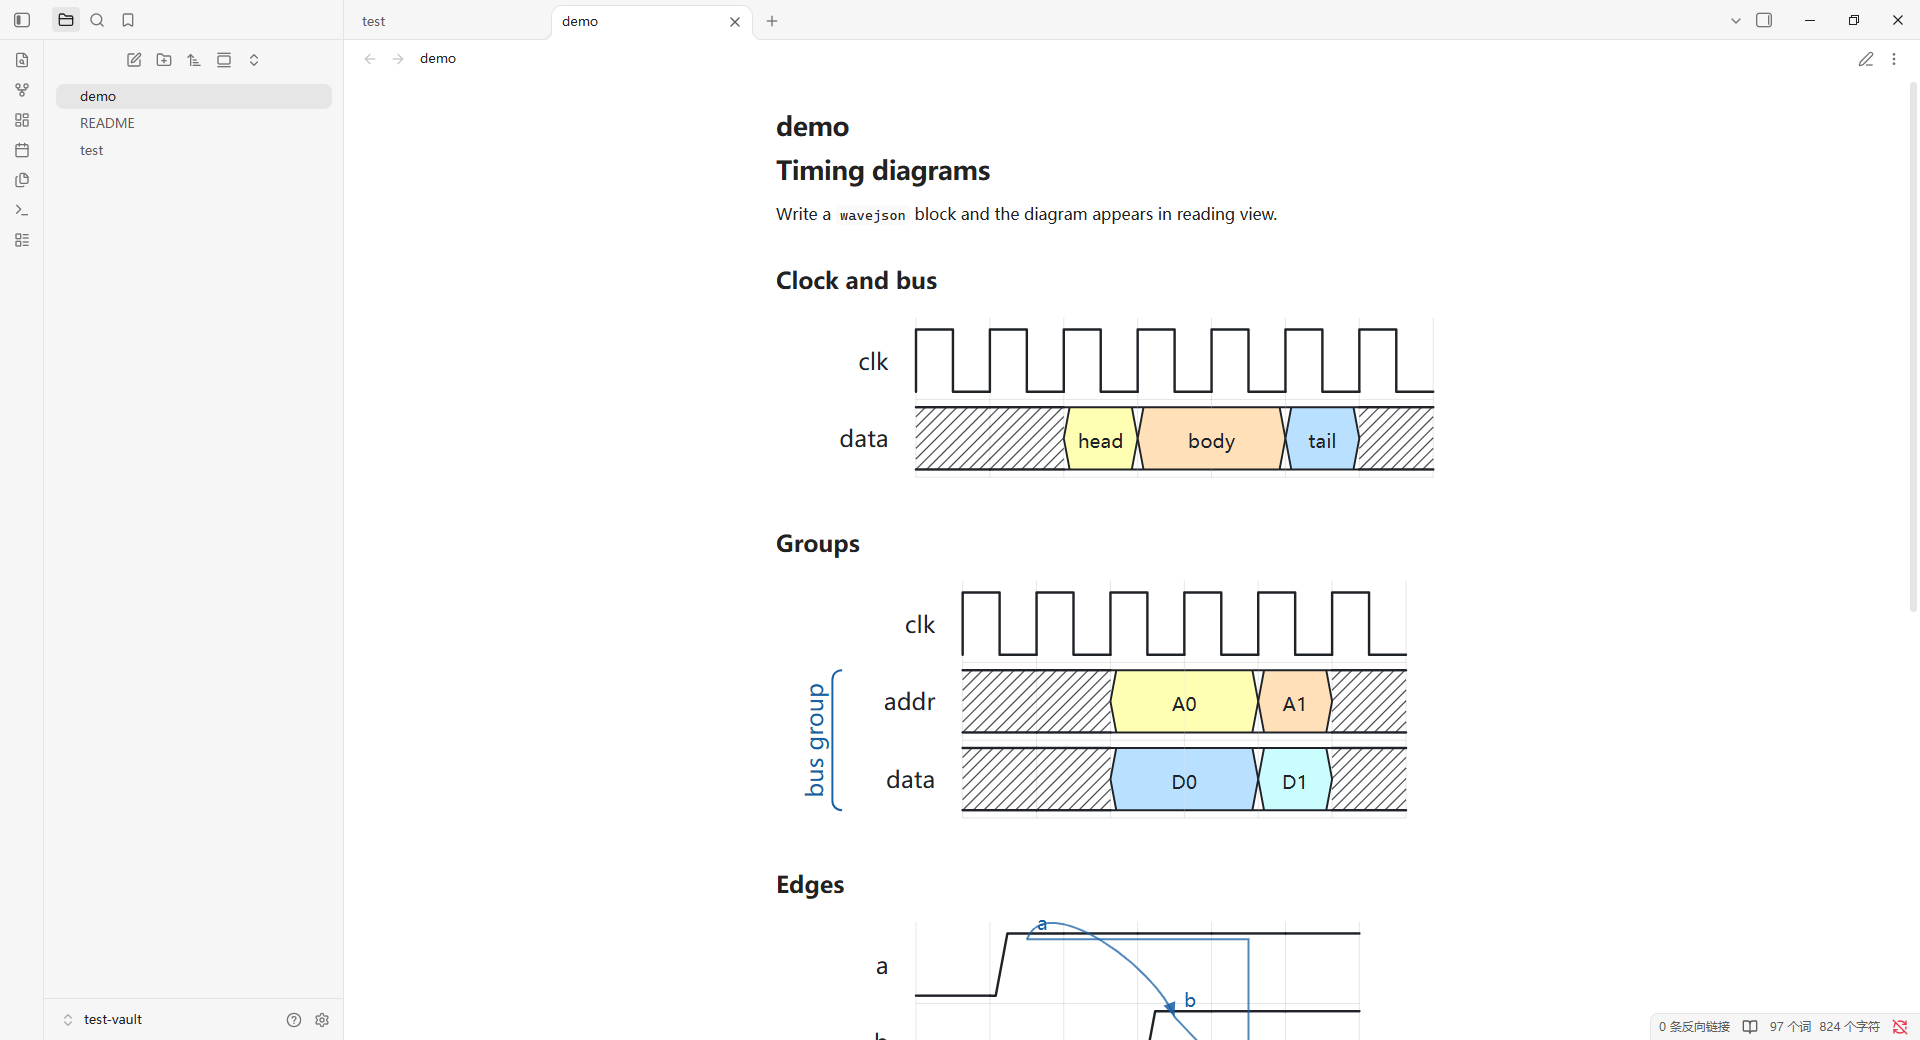 test
demo
demo
demo
README
test
demo
Timing diagrams
Write a wavejson block and the diagram appears in reading view.
Clock and bus
clk
data
head
body
tail
Groups
clk
bus group
addr
A0
A1
data
D0
D1
Edges
a
a
b
b
test-vault
0 条反向链接
97 个词
824 个字符